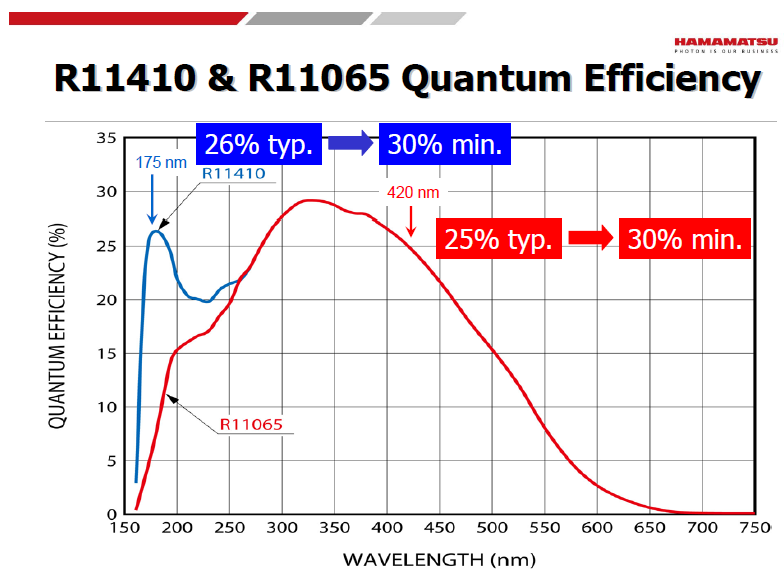 HAMAMATSU
PHOTON IS OUR BUSINESS
R11410 & R11065 Quantum Efficiency
26% typ.
30% min.
175 nm
R11410
420 nm
25% typ.
30% min.
R11065
QUANTUM EFFICIENCY (%)
35
30
25
20
15
10
5
0
150 200 250 300 350 400 450 500 550 600 650 700 750
WAVELENGTH (nm)